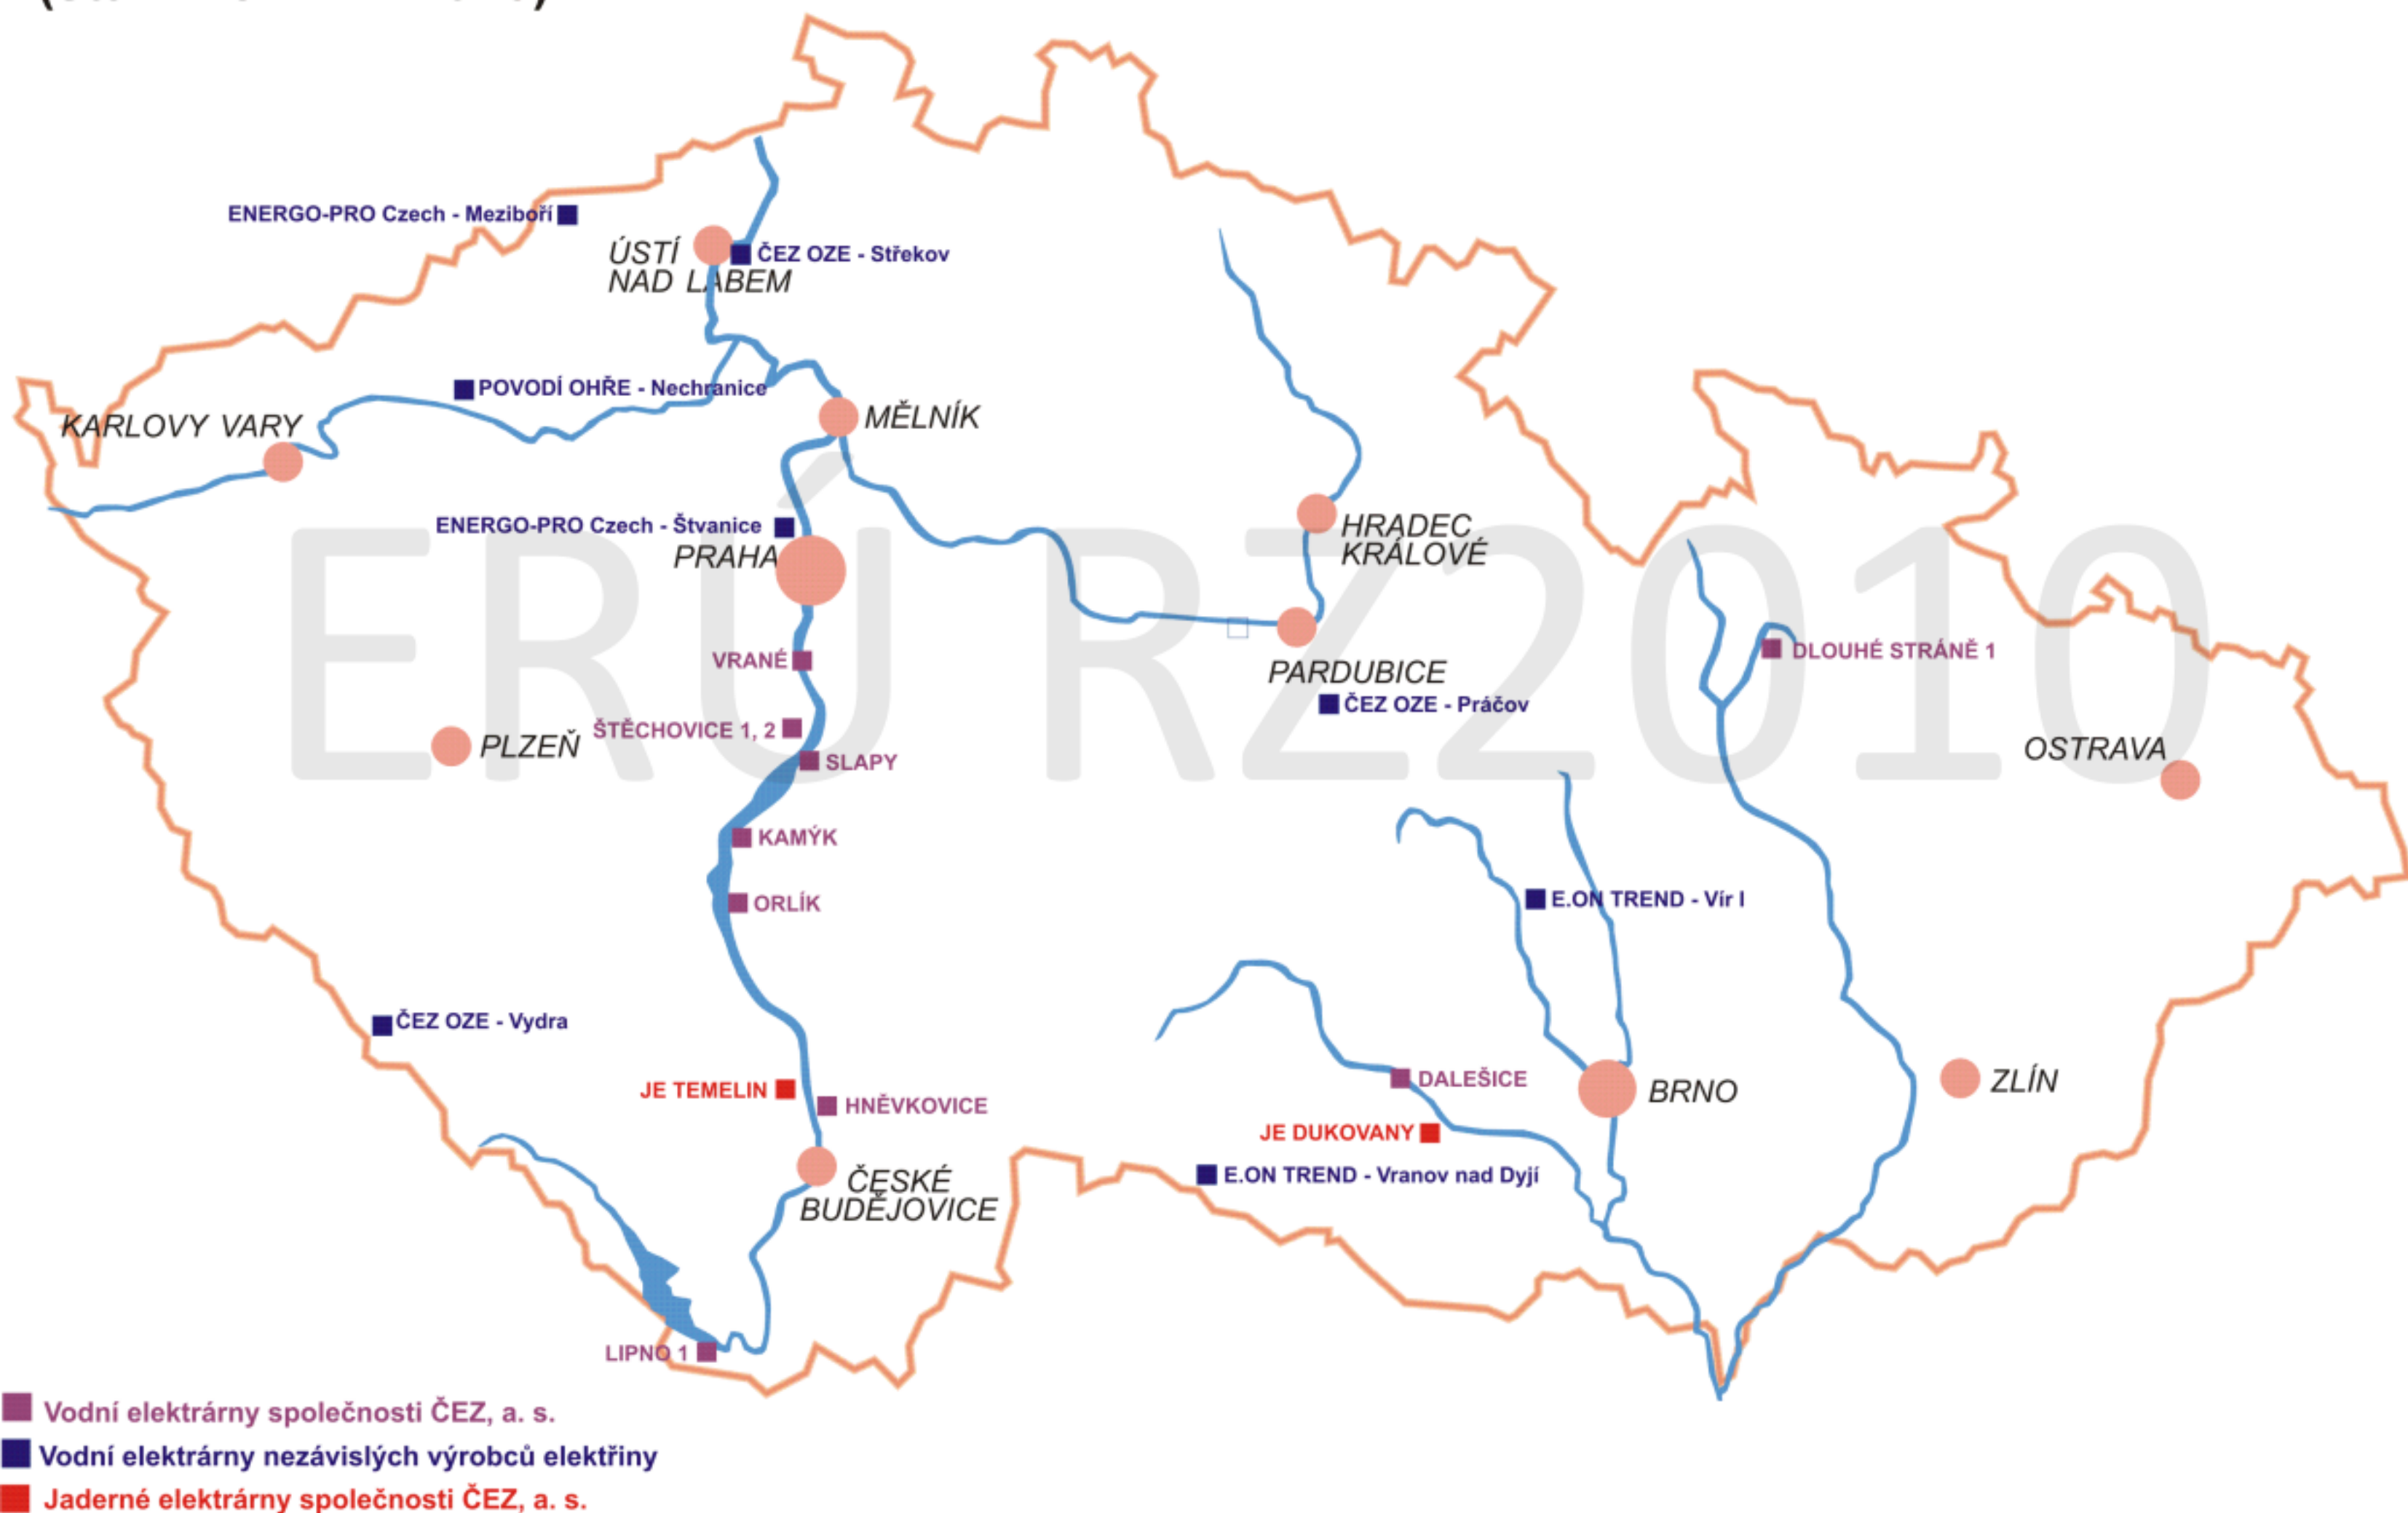 ENERGO-PRO Czech - Meziboří
ÚSTÍ
NAD LABEM
ČEZ OZE - Střekov
POVODÍ OHŘE - Nechranice
KARLOVY VARY
MĚLNÍK
ERÚ RZ2010
ENERGO-PRO Czech - Štvanice
PRAHA
HRADEC
KRÁLOVÉ
VRANÉ
DLOUHÉ STRÁNĚ 1
PARDUBICE
ČEZ OZE - Práčov
ŠTĚCHOVICE 1, 2
PLZEŇ
SLAPY
OSTRAVA
KAMÝK
ORLÍK
E.ON TREND - Vír I
ČEZ OZE - Vydra
JE TEMELIN
HNĚVKOVICE
DALEŠICE
BRNO
ZLÍN
JE DUKOVANY
E.ON TREND - Vranov nad Dyjí
ČESKÉ
BUDĚJOVICE
LIPNO 1
Vodní elektrárny společnosti ČEZ, a. s.
Vodní elektrárny nezávislých výrobců elektřiny
Jaderné elektrárny společnosti ČEZ, a. s.